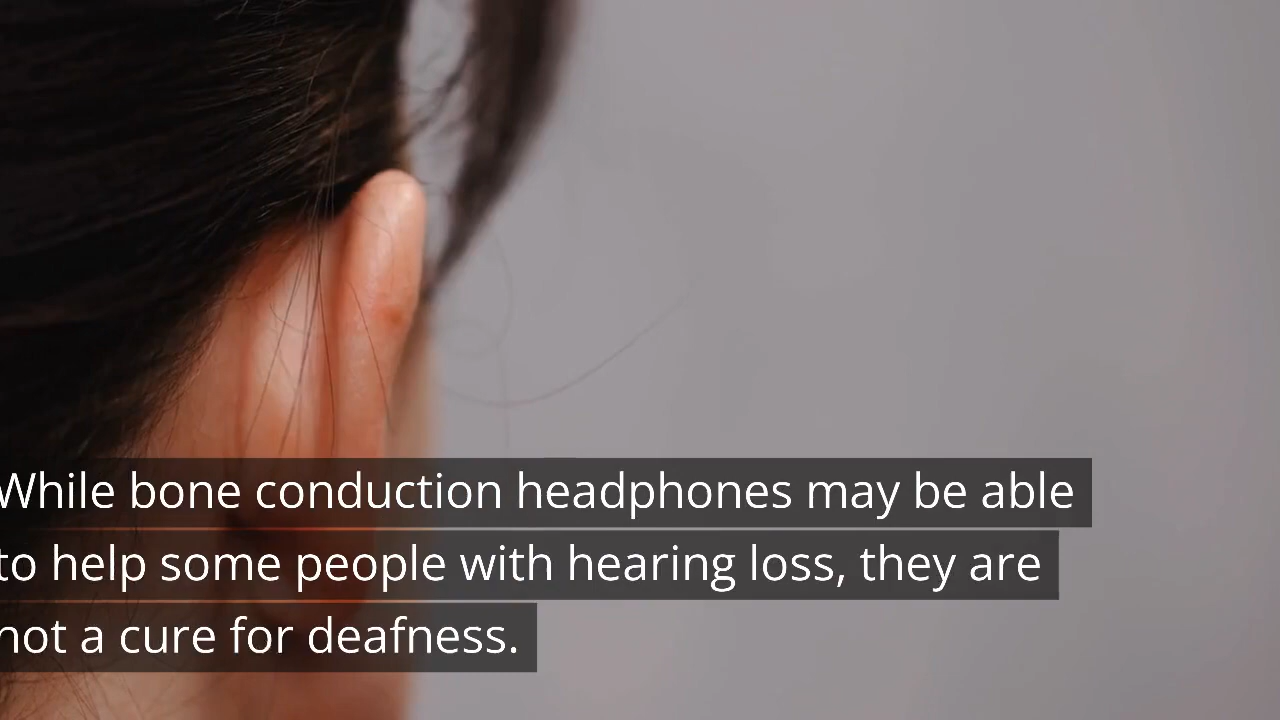 While bone conduction headphones may be able
to help some people with hearing loss, they are
not a cure for deafness.